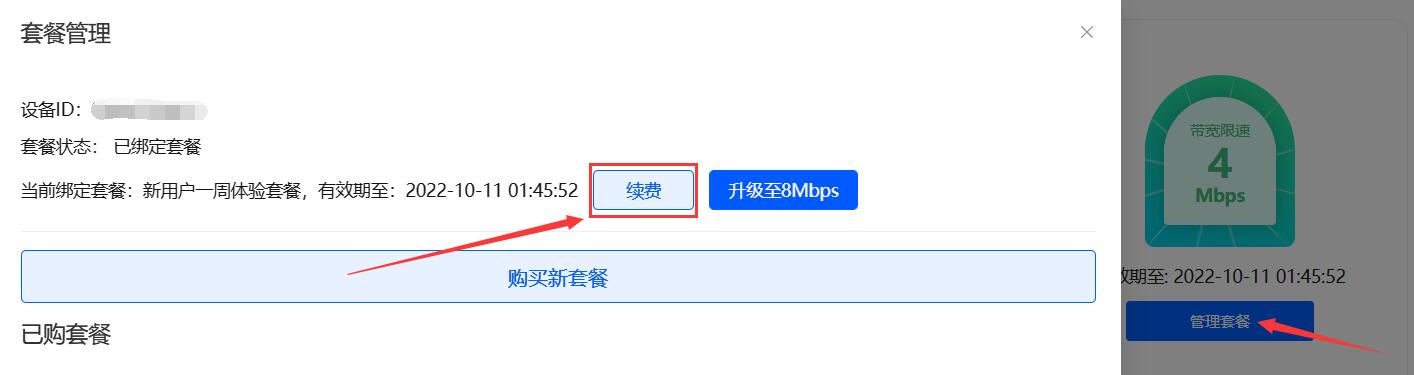 套餐管理
设备ID：
套餐状态： 已绑定套餐
当前绑定套餐：新用户一周体验套餐，有效期至：2022-10-11 01:45:52 续费 升级至8Mbps
购买新套餐
已购套餐
带宽限速
4
Mbps
效期至: 2022-10-11 01:45:52
管理套餐